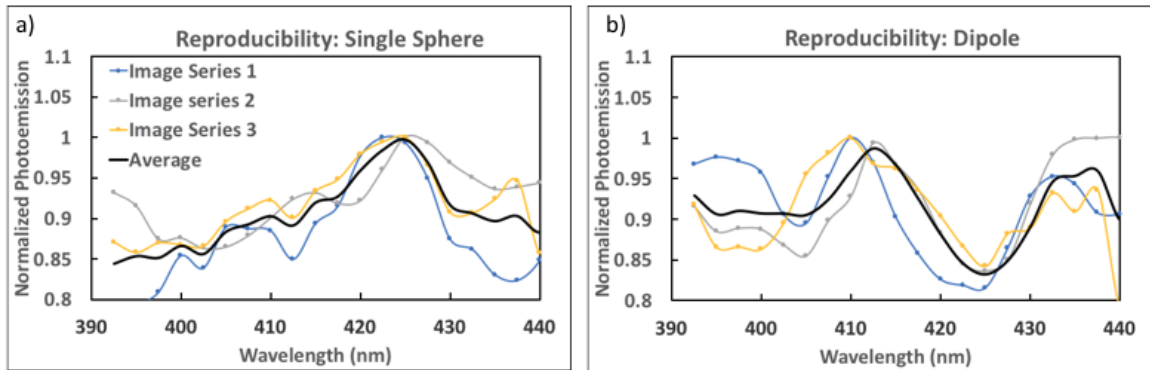 a)
Reproducibility: Single Sphere
Normalized Photoemission
1.1
1.05
1
0.95
0.9
0.85
0.8
Image Series 1
Image series 2
Image Series 3
Average
390 400 410 420 430 440
Wavelength (nm)
b)
Reproducibility: Dipole
Normalized Photoemission
1.1
1.05
1
0.95
0.9
0.85
0.8
390 400 410 420 430 440
Wavelength (nm)